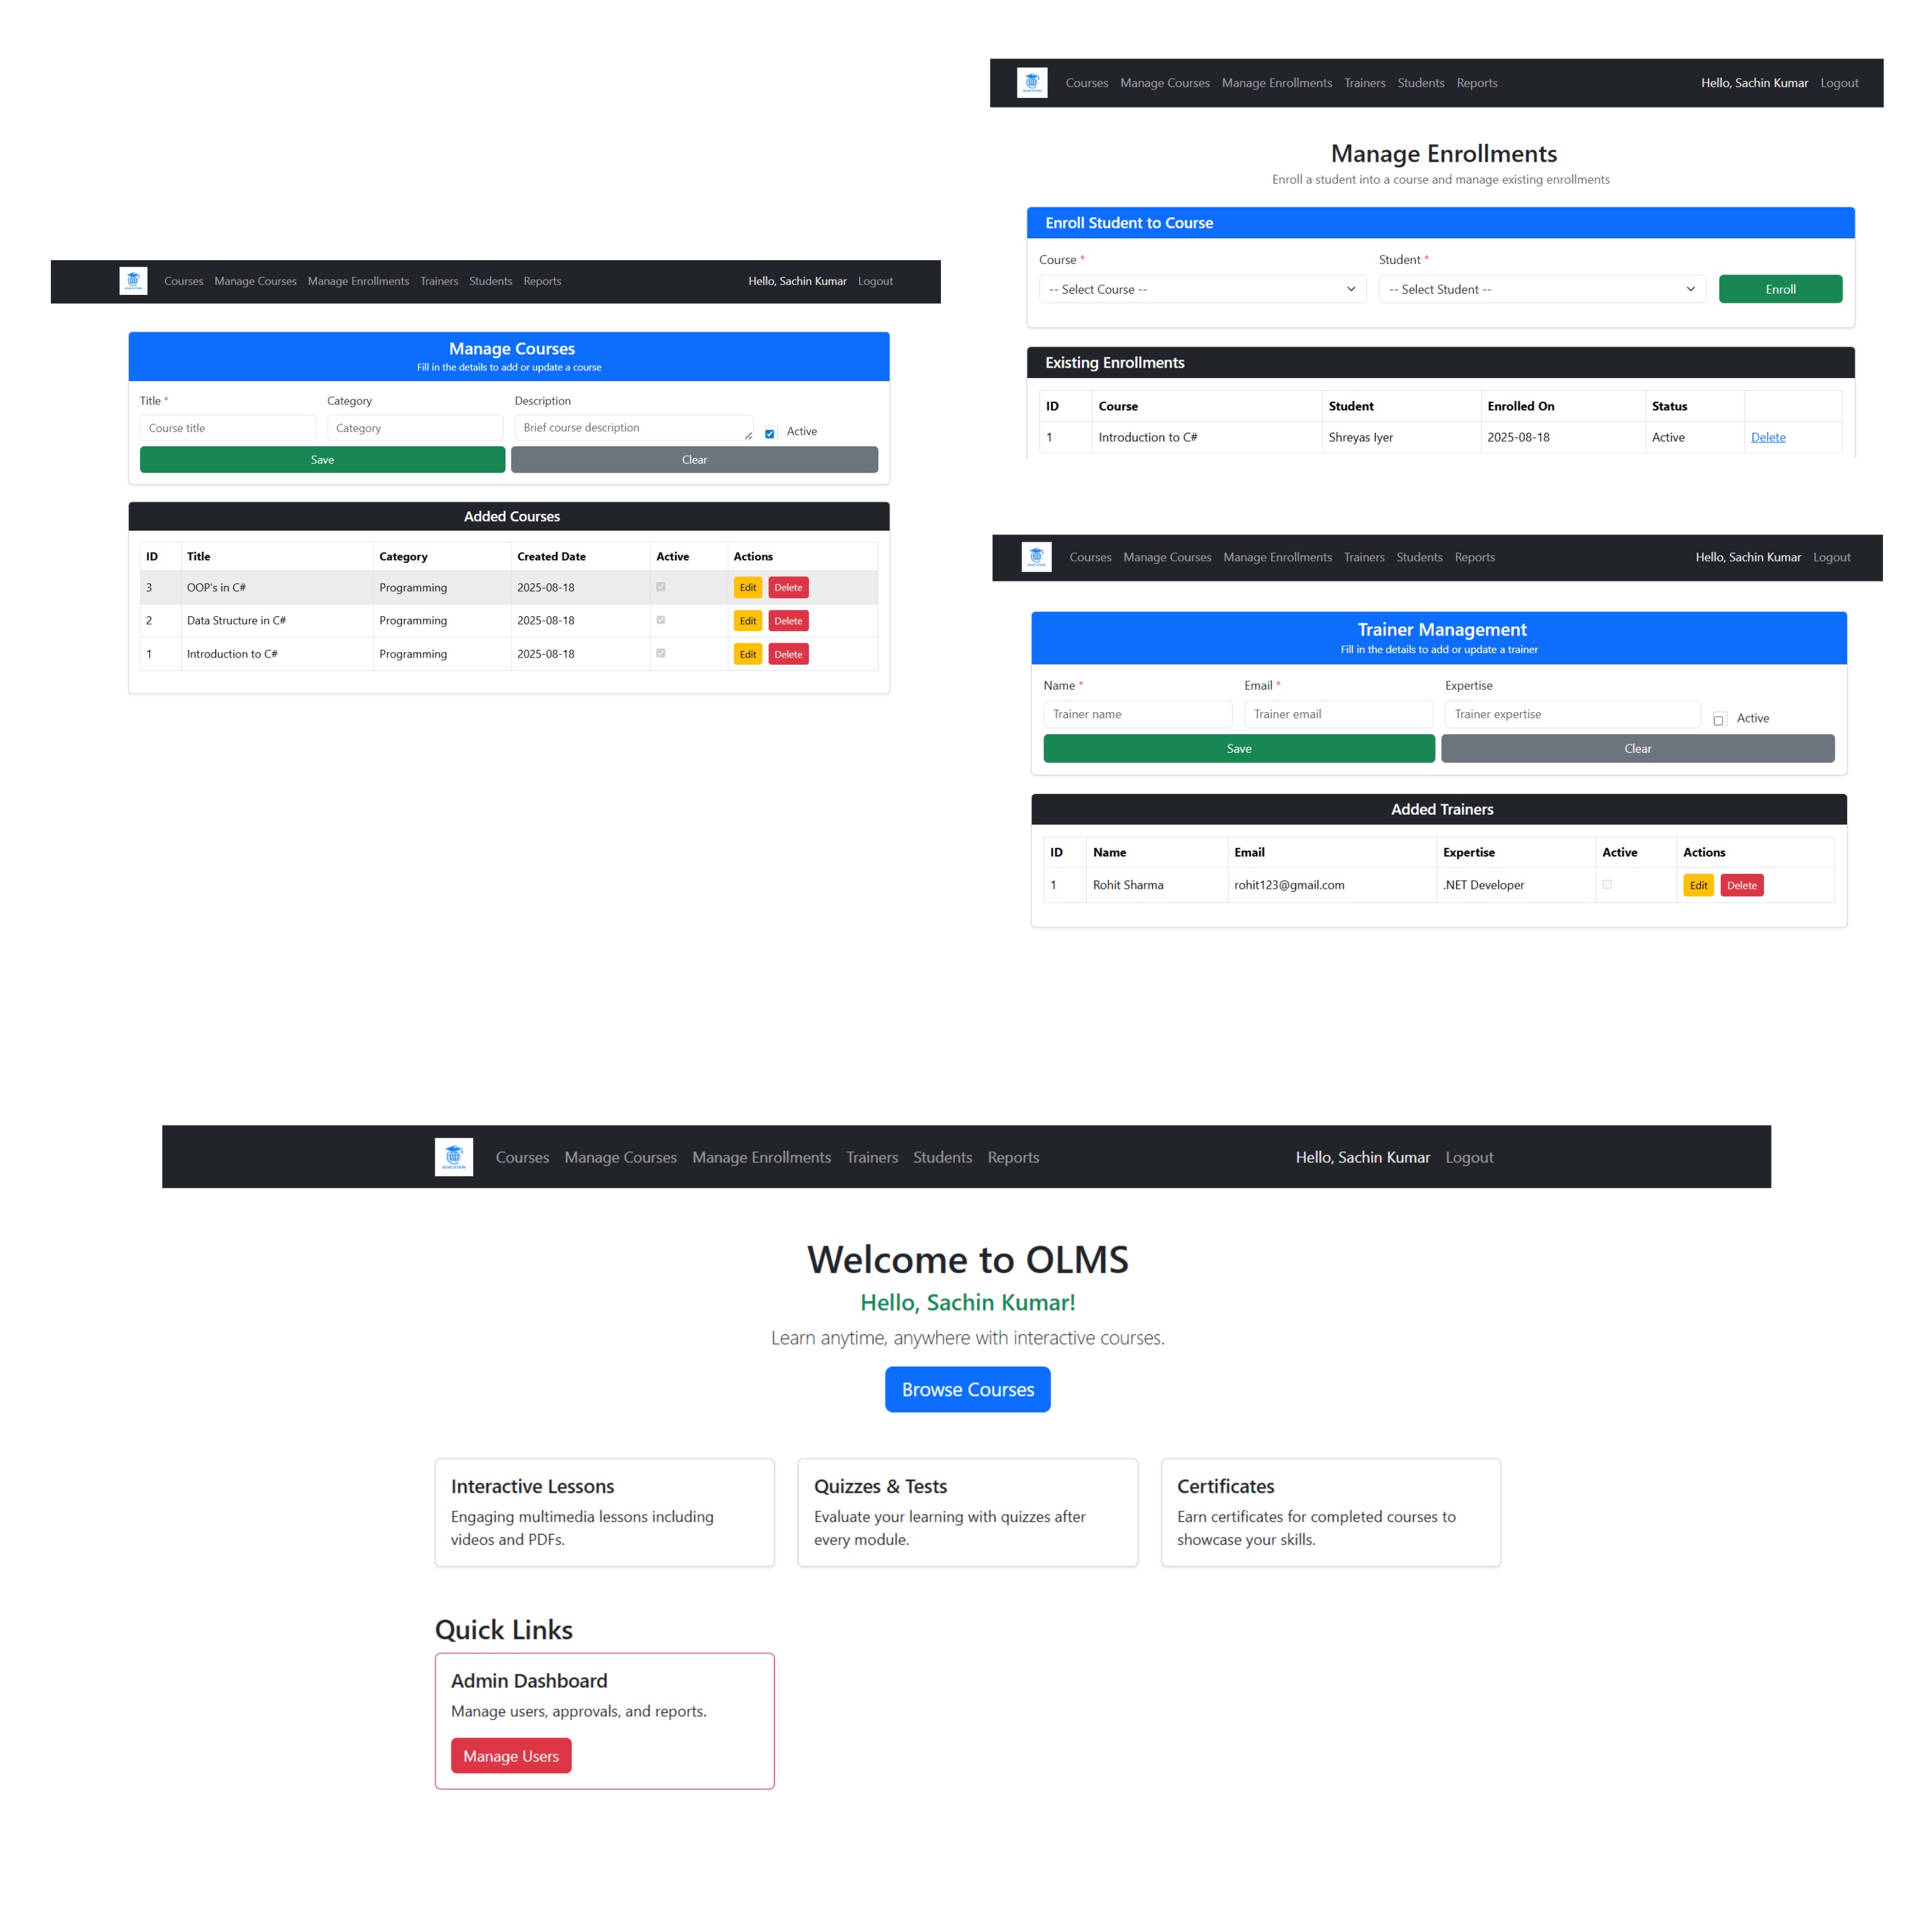 Courses Manage Courses Manage Enrollments Trainers Students Reports Hello, Sachin Kumar Logout
Manage Courses
Fill in the details to add or update a course
Title * Category Description
Course title Category Brief course description Active
Save Clear
Added Courses
ID Title Category Created Date Active Actions
3 OOP's in C# Programming 2025-08-18 Edit Delete
2 Data Structure in C# Programming 2025-08-18 Edit Delete
1 Introduction to C# Programming 2025-08-18 Edit Delete
Courses Manage Courses Manage Enrollments Trainers Students Reports Hello, Sachin Kumar Logout
Manage Enrollments
Enroll a student into a course and manage existing enrollments
Enroll Student to Course
Course * Student *
-- Select Course -- -- Select Student -- Enroll
Existing Enrollments
ID Course Student Enrolled On Status
1 Introduction to C# Shreyas Iyer 2025-08-18 Active Delete
Courses Manage Courses Manage Enrollments Trainers Students Reports Hello, Sachin Kumar Logout
Trainer Management
Fill in the details to add or update a trainer
Name * Email * Expertise
Trainer name Trainer email Trainer expertise Active
Save Clear
Added Trainers
ID Name Email Expertise Active Actions
1 Rohit Sharma rohit123@gmail.com .NET Developer Edit Delete
Courses Manage Courses Manage Enrollments Trainers Students Reports Hello, Sachin Kumar Logout
Welcome to OLMS
Hello, Sachin Kumar!
Learn anytime, anywhere with interactive courses.
Browse Courses
Interactive Lessons Quizzes & Tests Certificates
Engaging multimedia lessons including Evaluate your learning with quizzes after Earn certificates for completed courses to
videos and PDFs. every module. showcase your skills.
Quick Links
Admin Dashboard
Manage users, approvals, and reports.
Manage Users